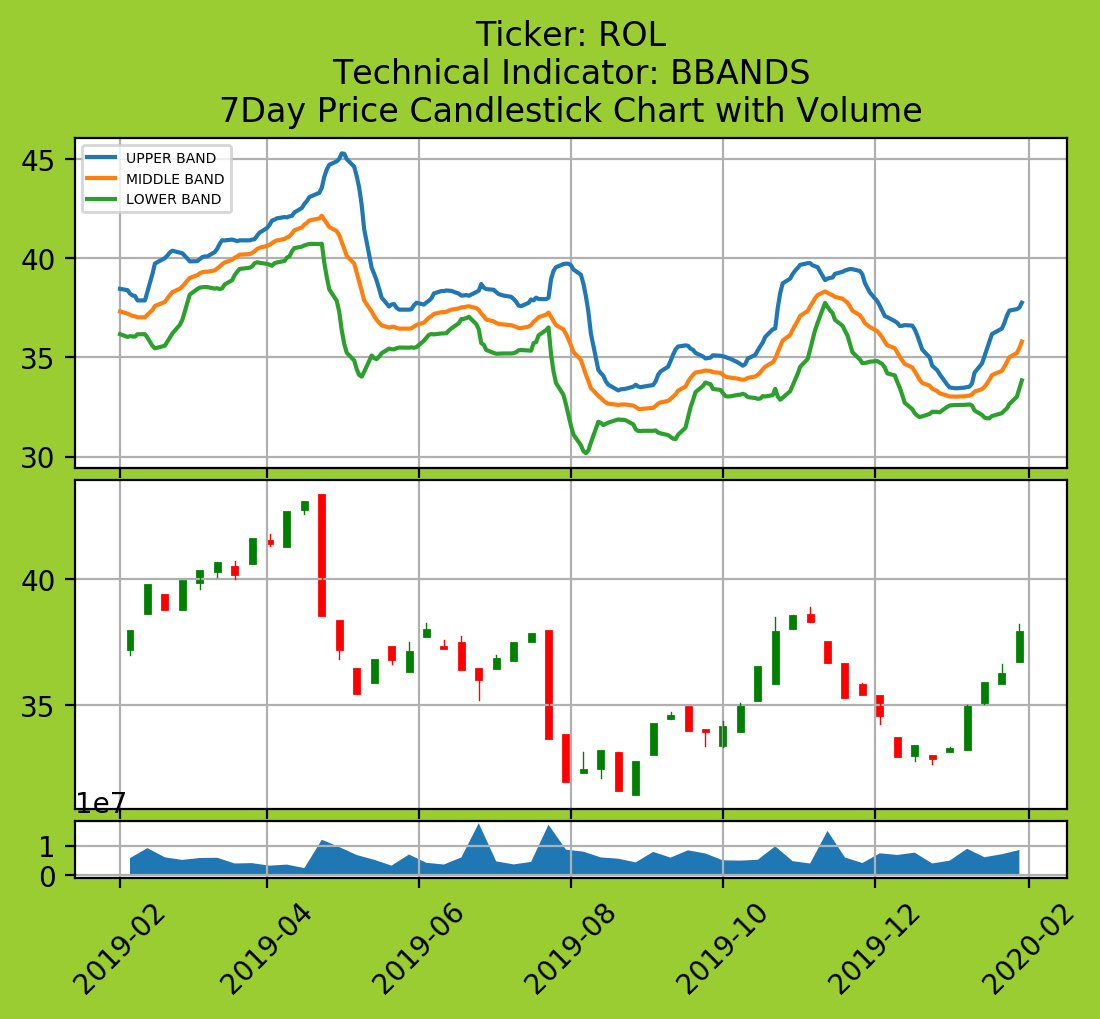 Ticker: ROL
Technical Indicator: BBANDS
7Day Price Candlestick Chart with Volume
UPPER BAND
MIDDLE BAND
LOWER BAND
45
40
35
30
40
35
1e7
1
0
2019-02
2019-04
2019-06
2019-08
2019-10
2019-12
2020-02